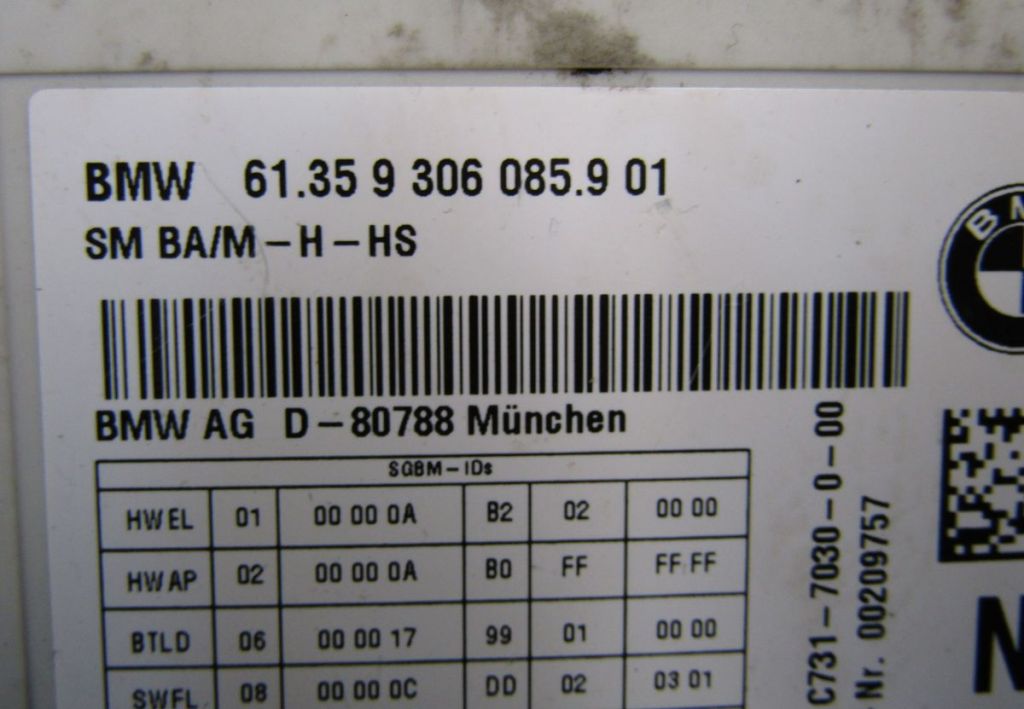 BMW 61.35 9 306 085.9 01
SM BA/M – H – HS
BMW AG D – 80788 München
SGBM – IDs
HWEL 01 00 00 0A B2 02 00 00
HWAP 02 00 00 0A B0 FF FF FF
BTLD 06 00 00 17 99 01 00 00
SWFL 08 00 00 0C DD 02 03 01
C731 – 7030 – 0 – 00
Nr. 00209757
BM
N